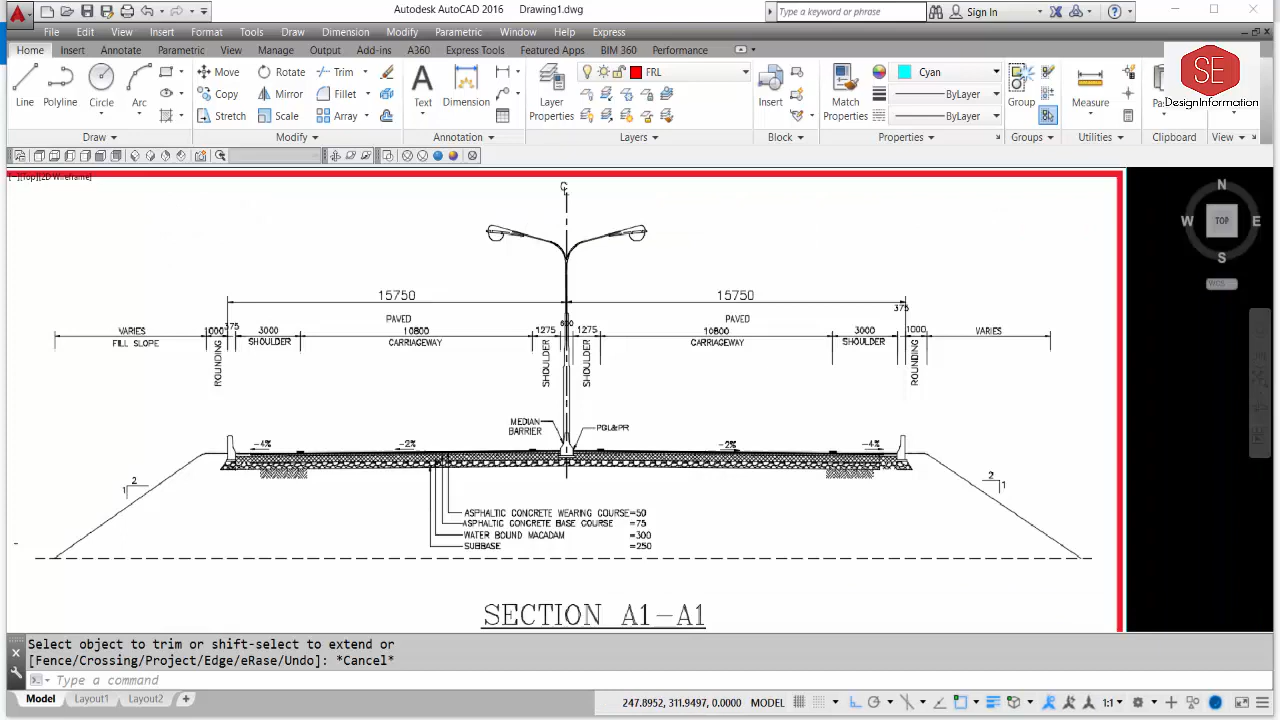 Autodesk AutoCAD 2016 Drawing1.dwg
Type a keyword or phrase
Sign In
File Edit View Insert Format Tools Draw Dimension Modify Parametric Window Help Express
Home Insert Annotate Parametric View Manage Output Add-ins A360 Express Tools Featured Apps BIM 360 Performance
Line
Polyline
Circle
Arc
Draw
Move
Rotate
Trim
Copy
Mirror
Fillet
Stretch
Scale
Array
Modify
Text
Dimension
Annotation
Layer
Properties
FRL
Layers
Insert
Block
Match
Properties
Cyan
ByLayer
ByLayer
Properties
Group
Groups
Measure
Utilities
Clipboard
View
SE
DesignInformation
[−][Top][2D Wireframe]
N
W TOP E
S
WCS
15750 15750
VARIES
FILL SLOPE
1000
ROUNDING
375
3000
SHOULDER
PAVED
10800
CARRIAGEWAY
1275
SHOULDER
600
1275
SHOULDER
PAVED
10800
CARRIAGEWAY
3000
SHOULDER
375
1000
ROUNDING
VARIES
MEDIAN
BARRIER
PGL&PR
-4% -2% -2% -4%
2
1
2
1
ASPHALTIC CONCRETE WEARING COURSE=50
ASPHALTIC CONCRETE BASE COURSE =75
WATER BOUND MACADAM =300
SUBBASE =250
SECTION A1-A1
Select object to trim or shift-select to extend or
[Fence/Crossing/Project/Edge/eRase/Undo]: *Cancel*
Type a command
Model Layout1 Layout2 +
247.8952, 311.9497, 0.0000 MODEL 1:1